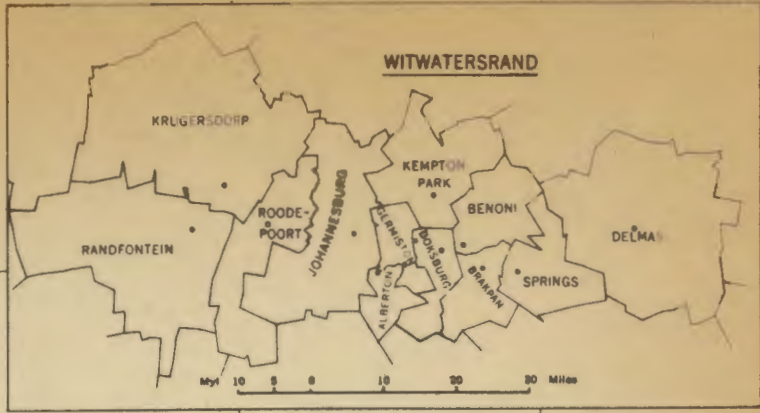 WITWATERSRAND
KRUGERSDORP
KEMPTON
PARK
ROODE-
POORT
JOHANNESBURG
GERMISTON
BOKSBURG
BENONI
DELMAS
RANDFONTEIN
ALBERTON
BRAKPAN
SPRINGS
Myl 10 5 0 10 20 30 Miles